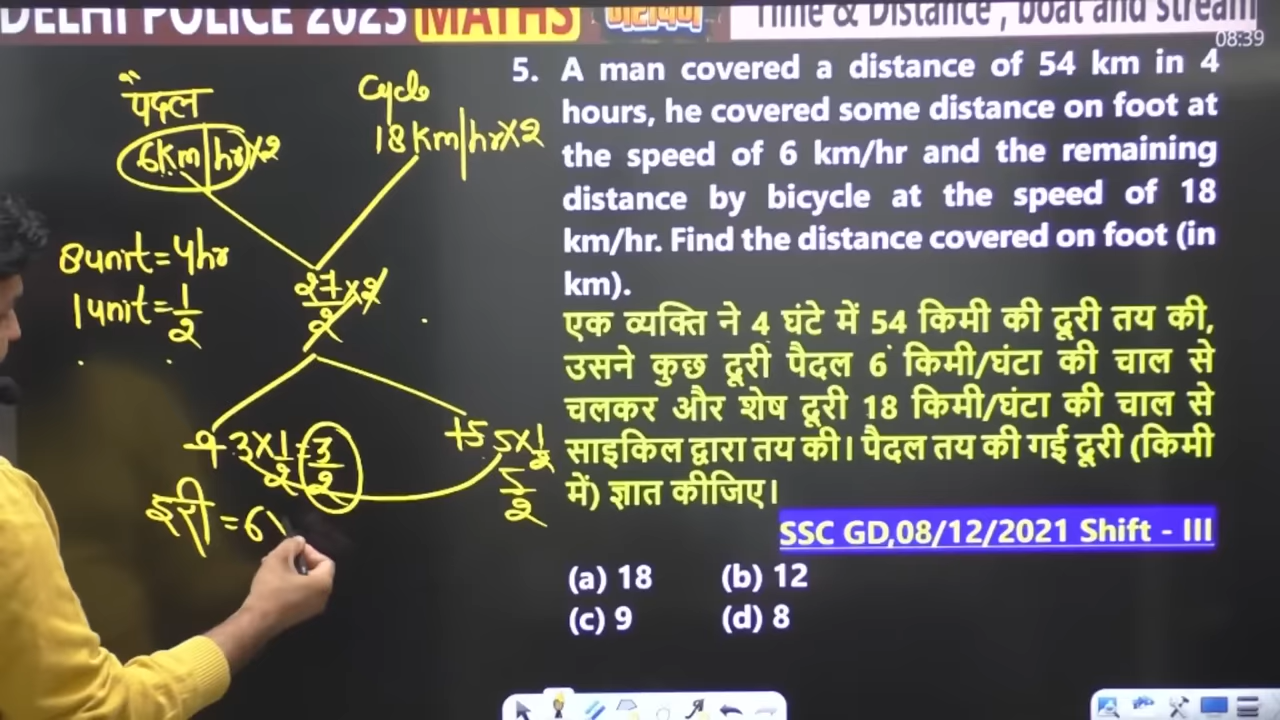 DELHI POLICE 2025 MATHS
Time & Distance , boat and stream
08:39
पैदल
6km/hr×2
Cycle
18km/hr×2
8unit=4hr
1unit=1/2
27/2×2
9 3×1/2=3/2
15 5×1/2
5/2
दूरी=6×
5. A man covered a distance of 54 km in 4
hours, he covered some distance on foot at
the speed of 6 km/hr and the remaining
distance by bicycle at the speed of 18
km/hr. Find the distance covered on foot (in
km).
एक व्यक्ति ने 4 घंटे में 54 किमी की दूरी तय की,
उसने कुछ दूरी पैदल 6 किमी/घंटा की चाल से
चलकर और शेष दूरी 18 किमी/घंटा की चाल से
साइकिल द्वारा तय की। पैदल तय की गई दूरी (किमी
में) ज्ञात कीजिए।
SSC GD,08/12/2021 Shift - III
(a) 18 (b) 12
(c) 9 (d) 8